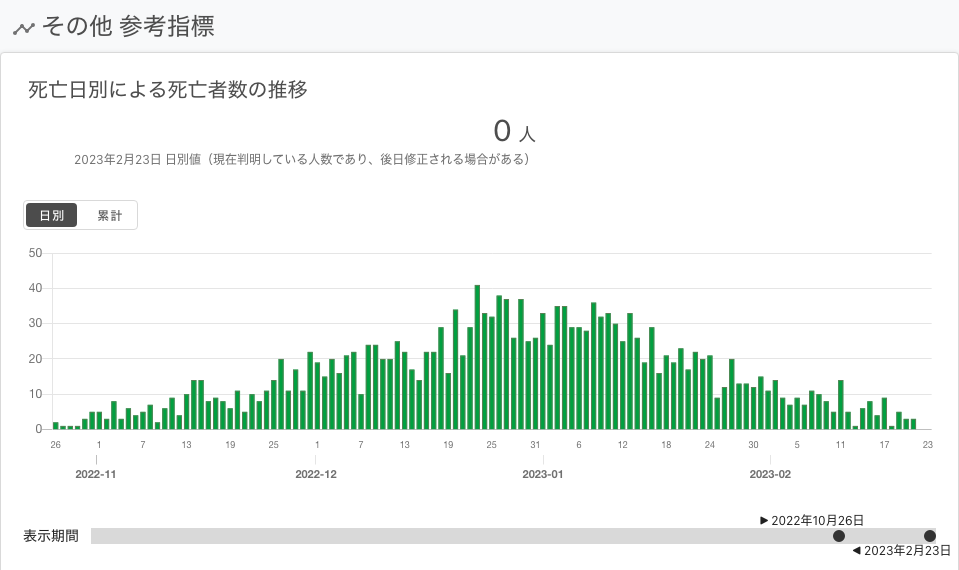 その他 参考指標
死亡日別による死亡者数の推移
0 人
2023年2月23日 日別値（現在判明している人数であり、後日修正される場合がある）
日別 累計
50
40
30
20
10
0
26 1 7 13 19 25 1 7 13 19 25 31 6 12 18 24 30 5 11 17 23
2022-11 2022-12 2023-01 2023-02
▶ 2022年10月26日
表示期間
◀ 2023年2月23日